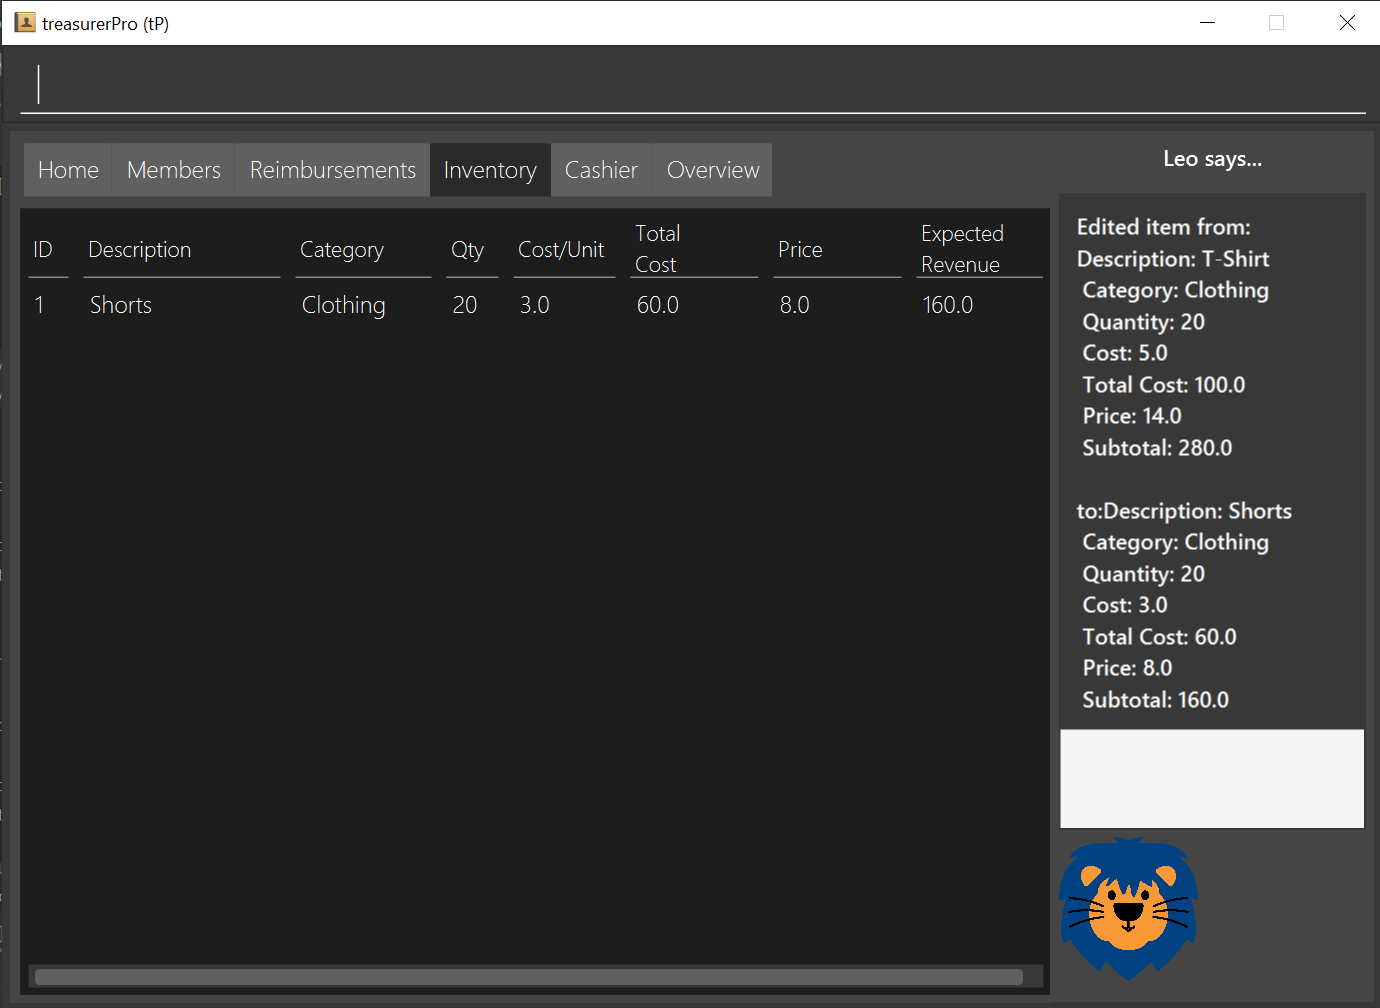 treasurerPro (tP)
Home Members Reimbursements Inventory Cashier Overview
ID Description Category Qty Cost/Unit Total Cost Price Expected Revenue
1 Shorts Clothing 20 3.0 60.0 8.0 160.0
Leo says...
Edited item from:
Description: T-Shirt
Category: Clothing
Quantity: 20
Cost: 5.0
Total Cost: 100.0
Price: 14.0
Subtotal: 280.0
to:Description: Shorts
Category: Clothing
Quantity: 20
Cost: 3.0
Total Cost: 60.0
Price: 8.0
Subtotal: 160.0